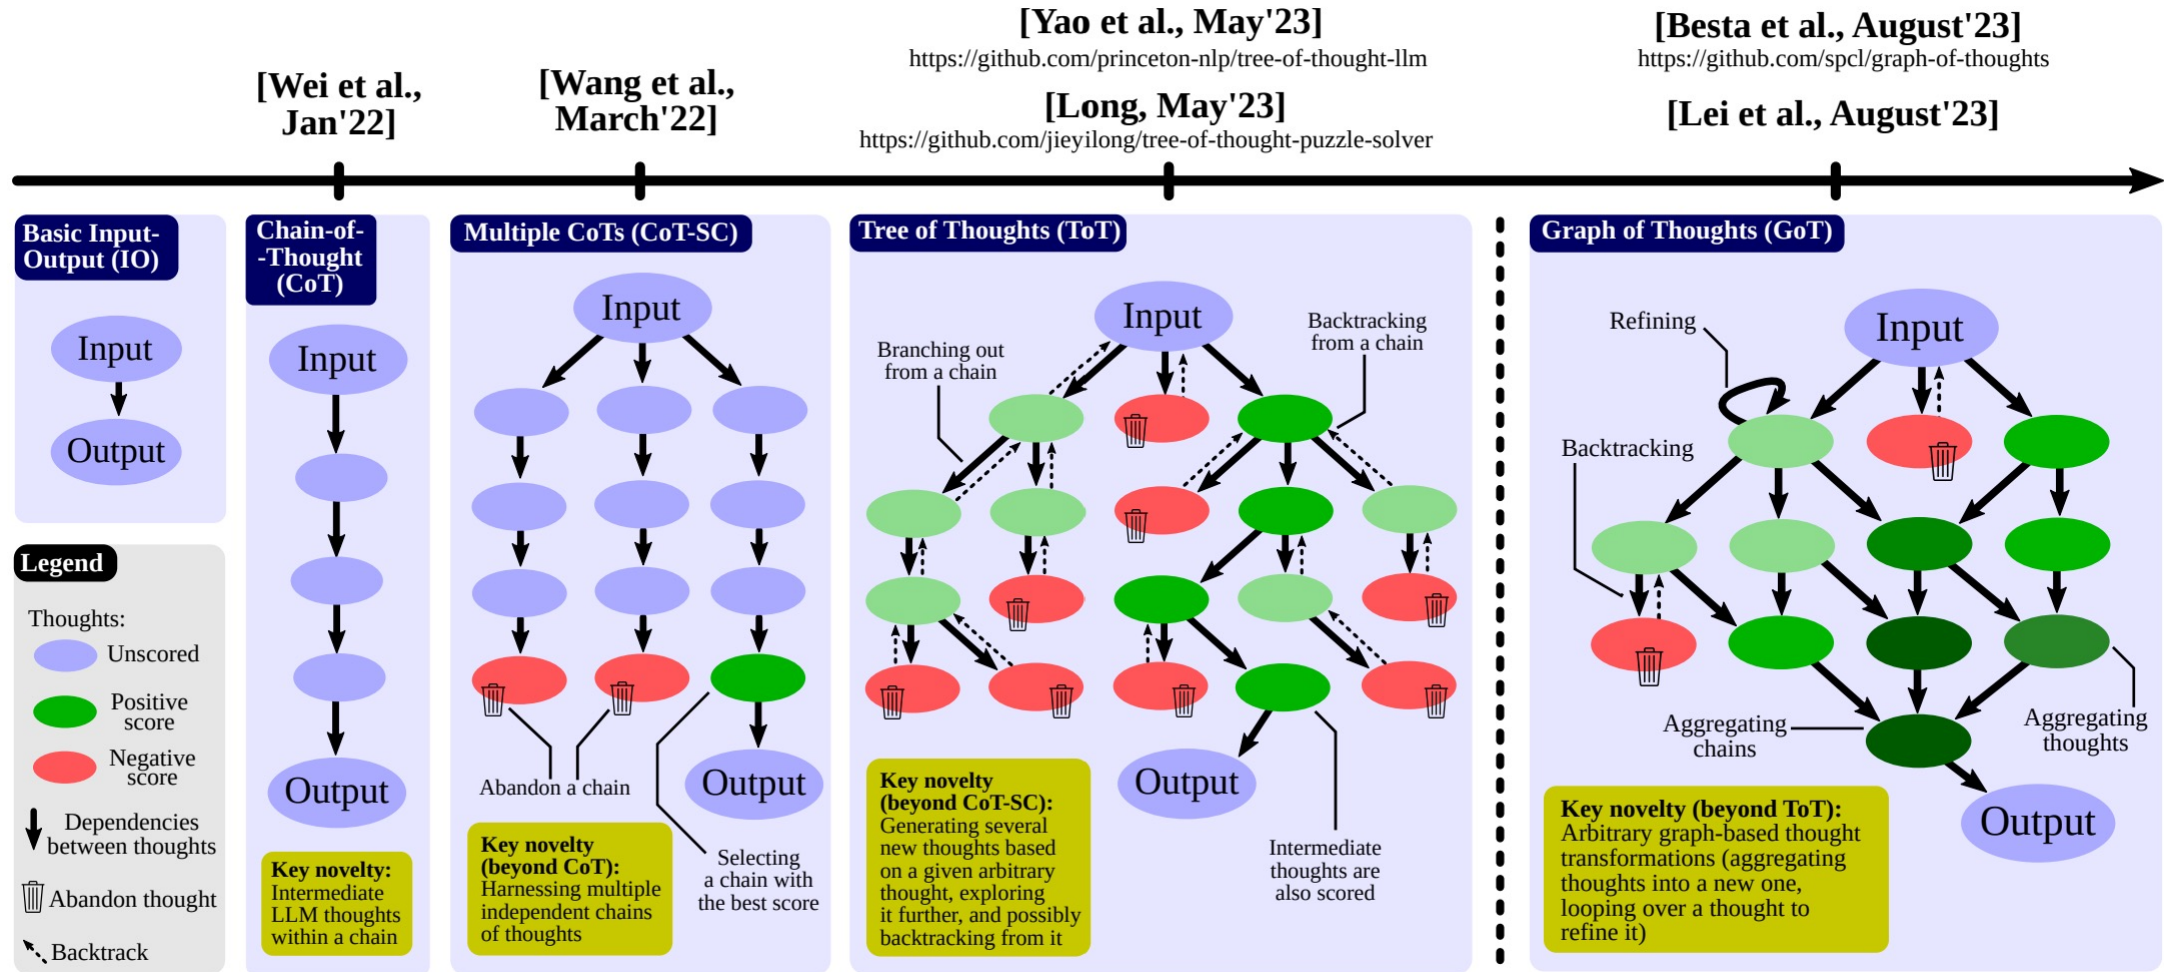 [Wei et al.,
Jan'22]
[Wang et al.,
March'22]
[Yao et al., May'23]
https://github.com/princeton-nlp/tree-of-thought-llm
[Long, May'23]
https://github.com/jieyilong/tree-of-thought-puzzle-solver
[Besta et al., August'23]
https://github.com/spcl/graph-of-thoughts
[Lei et al., August'23]
Basic Input-
Output (IO)
Input
Output
Legend
Thoughts:
Unscored
Positive
score
Negative
score
Dependencies
between thoughts
Abandon thought
Backtrack
Chain-of-
-Thought
(CoT)
Input
Output
Key novelty:
Intermediate
LLM thoughts
within a chain
Multiple CoTs (CoT-SC)
Input
Abandon a chain
Output
Selecting
a chain with
the best score
Key novelty
(beyond CoT):
Harnessing multiple
independent chains
of thoughts
Tree of Thoughts (ToT)
Input
Branching out
from a chain
Backtracking
from a chain
Output
Intermediate
thoughts are
also scored
Key novelty
(beyond CoT-SC):
Generating several
new thoughts based
on a given arbitrary
thought, exploring
it further, and possibly
backtracking from it
Graph of Thoughts (GoT)
Refining
Input
Backtracking
Aggregating
chains
Aggregating
thoughts
Output
Key novelty (beyond ToT):
Arbitrary graph-based thought
transformations (aggregating
thoughts into a new one,
looping over a thought to
refine it)